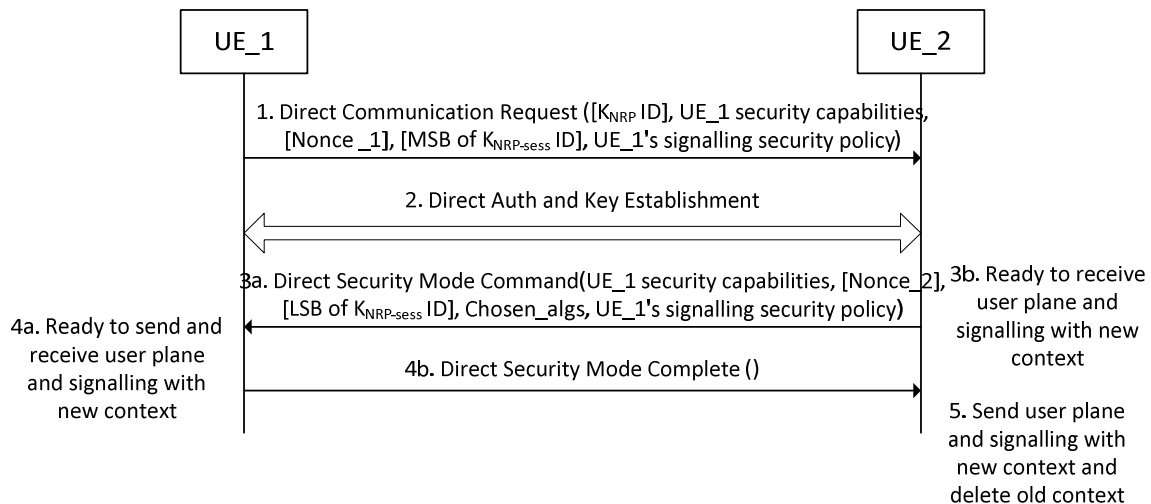 UE_1
UE_2
1. Direct Communication Request ([KNRP ID], UE_1 security capabilities,
[Nonce _1], [MSB of KNRP-sess ID], UE_1's signalling security policy)
2. Direct Auth and Key Establishment
3a. Direct Security Mode Command(UE_1 security capabilities, [Nonce_2],
[LSB of KNRP-sess ID], Chosen_algs, UE_1's signalling security policy)
3b. Ready to receive
user plane and
signalling with new
context
4a. Ready to send and
receive user plane
and signalling with
new context
4b. Direct Security Mode Complete ()
5. Send user plane
and signalling with
new context and
delete old context